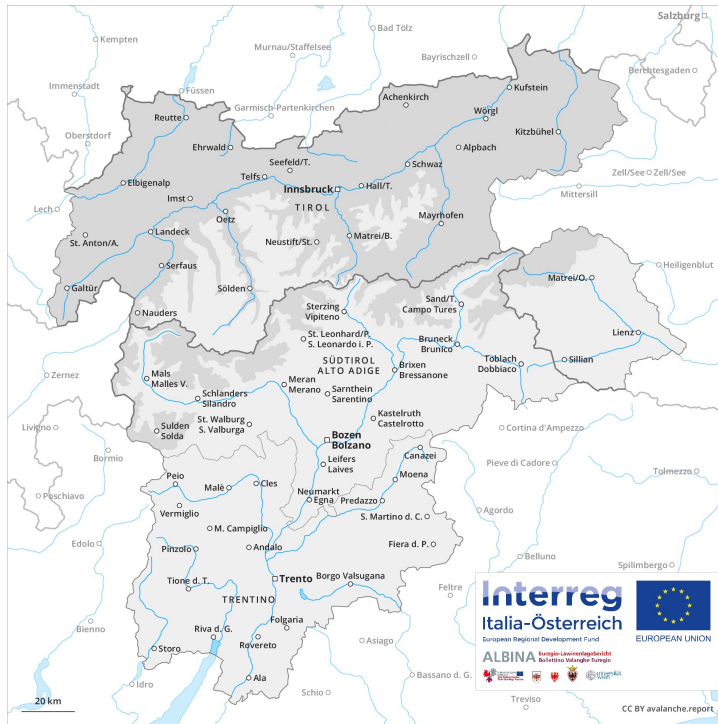 Salzburg
Kempten
Bad Tölz
Murnau/Staffelsee
Bayrischzell
Berchtesgaden
Immenstadt
Füssen
Garmisch-Partenkirchen
Achenkirch
Kufstein
Reutte
Wörgl
Oberstdorf
Kitzbühel
Ehrwald
Alpbach
Seefeld/T.
Schwaz
Telfs
Zell/See
Zell/See
Elbigenalp
Innsbruck
Hall/T.
Mittersill
Imst
TIROL
Lech
Oetz
Mayrhofen
St. Anton/A.
Landeck
Neustift/St.
Matrei/B.
Serfaus
Heiligenblut
Galtür
Sölden
Matrei/O.
Sand/T.
Campo Tures
Nauders
Sterzing
Vipiteno
St. Leonhard/P.
S. Leonardo i. P.
Lienz
Bruneck
Brunico
SÜDTIROL
ALTO ADIGE
Toblach
Dobbiaco
Sillian
Brixen
Bressanone
Zernez
Mals
Malles V.
Meran
Merano
Sarnthein
Sarentino
Schlanders
Silandro
Kastelruth
Castelrotto
St. Walburg
S. Valburga
Livigno
Sulden
Solda
Cortina d'Ampezzo
Bozen
Bolzano
Canazei
Bormio
Leifers
Laives
Pieve di Cadore
Tolmezzo
Peio
Moena
Malè
Cles
Neumarkt
Egna
Predazzo
Poschiavo
Vermiglio
Agordo
S. Martino d. C.
M. Campiglio
Edolo
Pinzolo
Andalo
Fiera d. P.
Belluno
Spilimbergo
Trento
Borgo Valsugana
Tione d. T.
Feltre
TRENTINO
Folgaria
Bienno
Riva d. G.
Rovereto
Asiago
Storo
Bassano d. G.
Ala
Idro
Schio
Treviso
Interreg
Italia-Österreich
European Regional Development Fund
EUROPEAN UNION
ALBINA
Euregio-Lawinenlagebericht
Bollettino Valanghe Euregio
universität
wien
20 km
CC BY avalanche.report